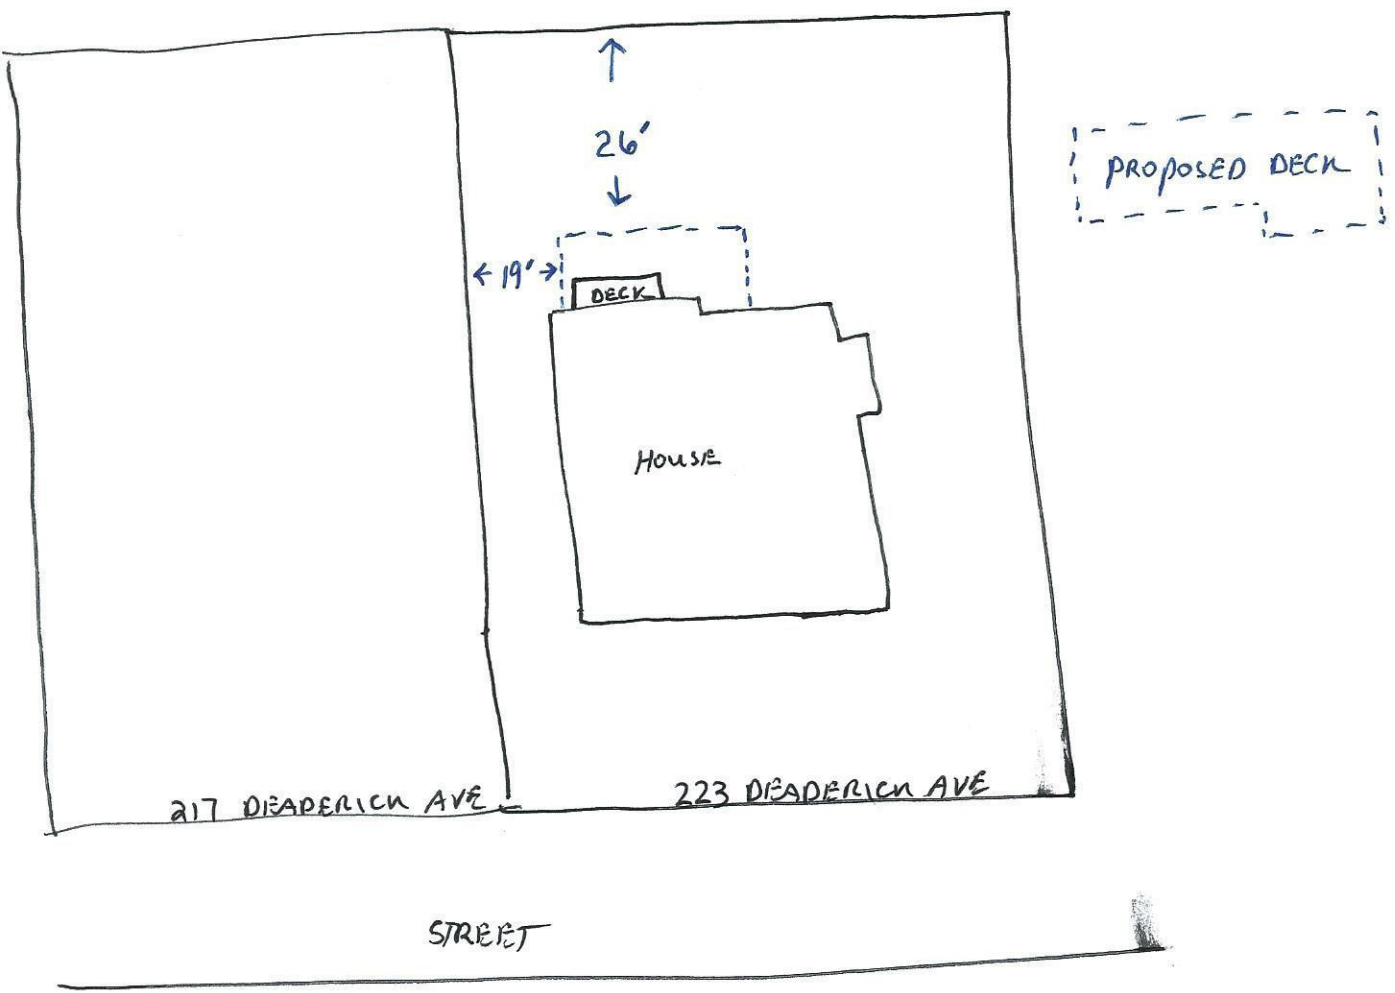 26'
PROPOSED DECK
19'
DECK
HOUSE
217 DEADERICK AVE
223 DEADERICK AVE
STREET